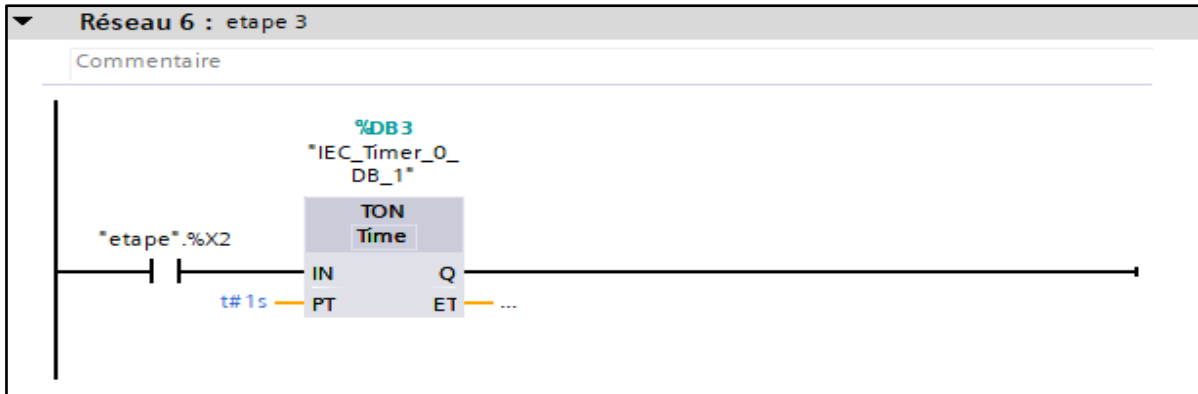 Réseau 6 : etape 3
Commentaire
%DB3
"IEC_Timer_0_
DB_1"
TON
Time
"etape".%X2
IN Q
t#1s PT ET ...